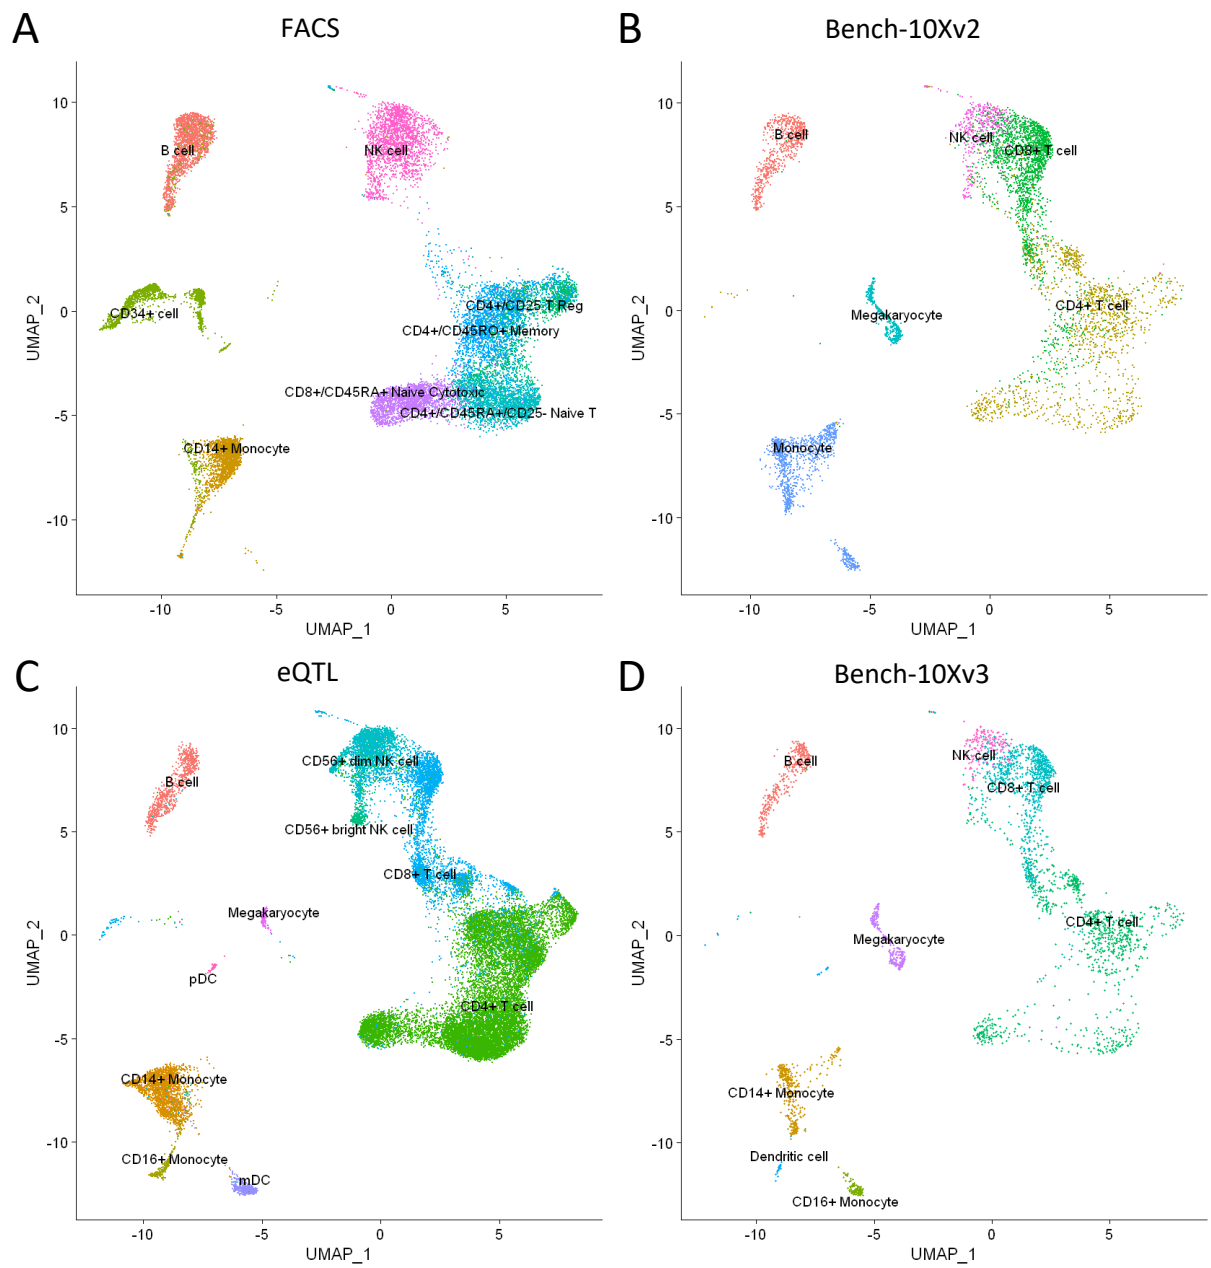 A
FACS
10
5
0
-5
-10
UMAP_2
B cell
NK cell
CD34+ cell
CD4+/CD25 T Reg
CD4+/CD45RO+ Memory
CD8+/CD45RA+ Naive Cytotoxic
CD4+/CD45RA+/CD25- Naive T
CD14+ Monocyte
-10
-5
0
5
UMAP_1
B
Bench-10Xv2
10
5
0
-5
-10
UMAP_2
B cell
NK cell
CD8+ T cell
CD4+ T cell
Megakaryocyte
Monocyte
-10
-5
0
5
UMAP_1
C
eQTL
10
5
0
-5
-10
UMAP_2
CD56+ dim NK cell
B cell
CD56+ bright NK cell
CD8+ T cell
Megakaryocyte
pDC
CD4+ T cell
CD14+ Monocyte
CD16+ Monocyte
mDC
-10
-5
0
5
UMAP_1
D
Bench-10Xv3
10
5
0
-5
-10
UMAP_2
NK cell
B cell
CD8+ T cell
CD4+ T cell
Megakaryocyte
CD14+ Monocyte
Dendritic cell
CD16+ Monocyte
-10
-5
0
5
UMAP_1